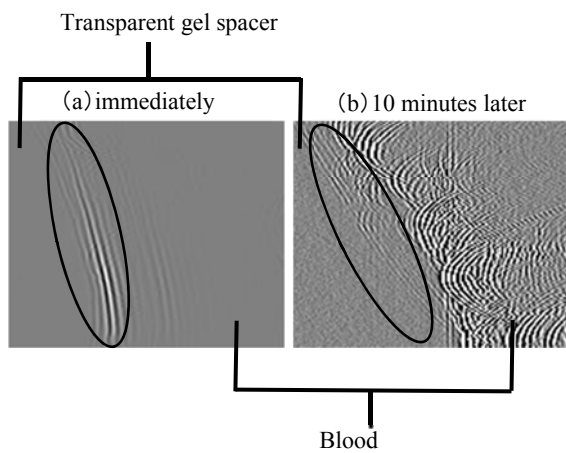 Transparent gel spacer
(a)immediately
(b)10 minutes later
Blood